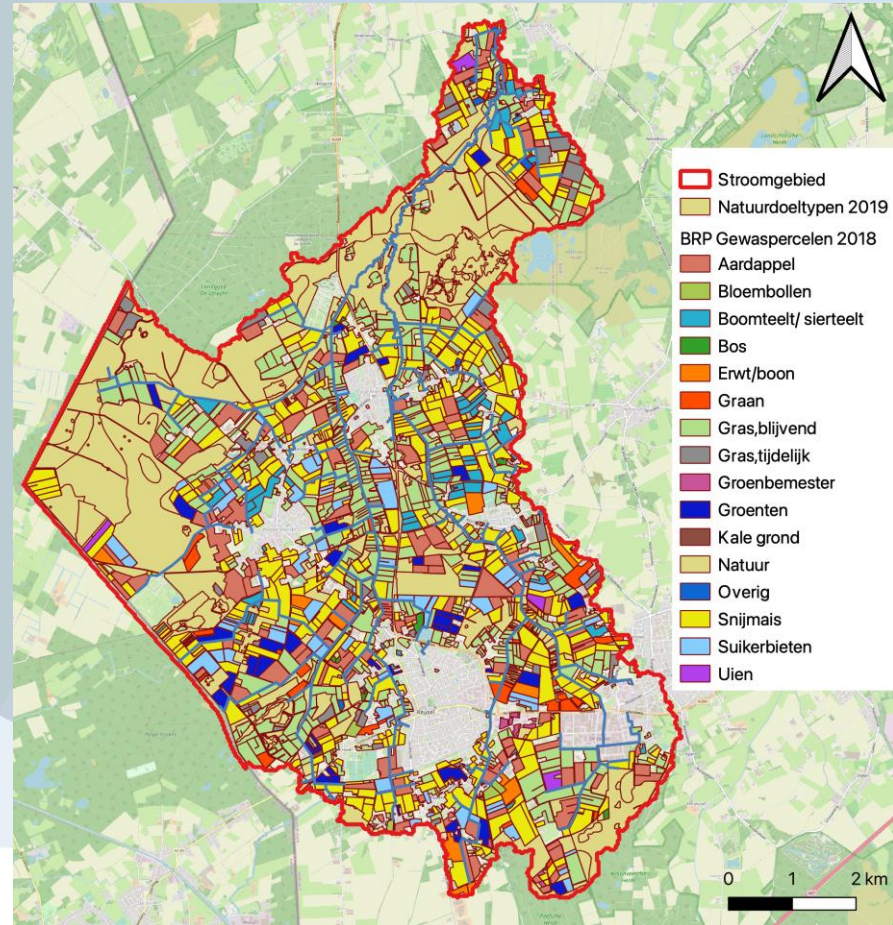 Stroomgebied
Natuurdoeltypen 2019
BRP Gewaspercelen 2018
Aardappel
Bloembollen
Boomteelt/ sierteelt
Bos
Erwt/boon
Graan
Gras,blijvend
Gras,tijdelijk
Groenbemester
Groenten
Kale grond
Natuur
Overig
Snijmais
Suikerbieten
Uien
Reusel
0 1 2 km